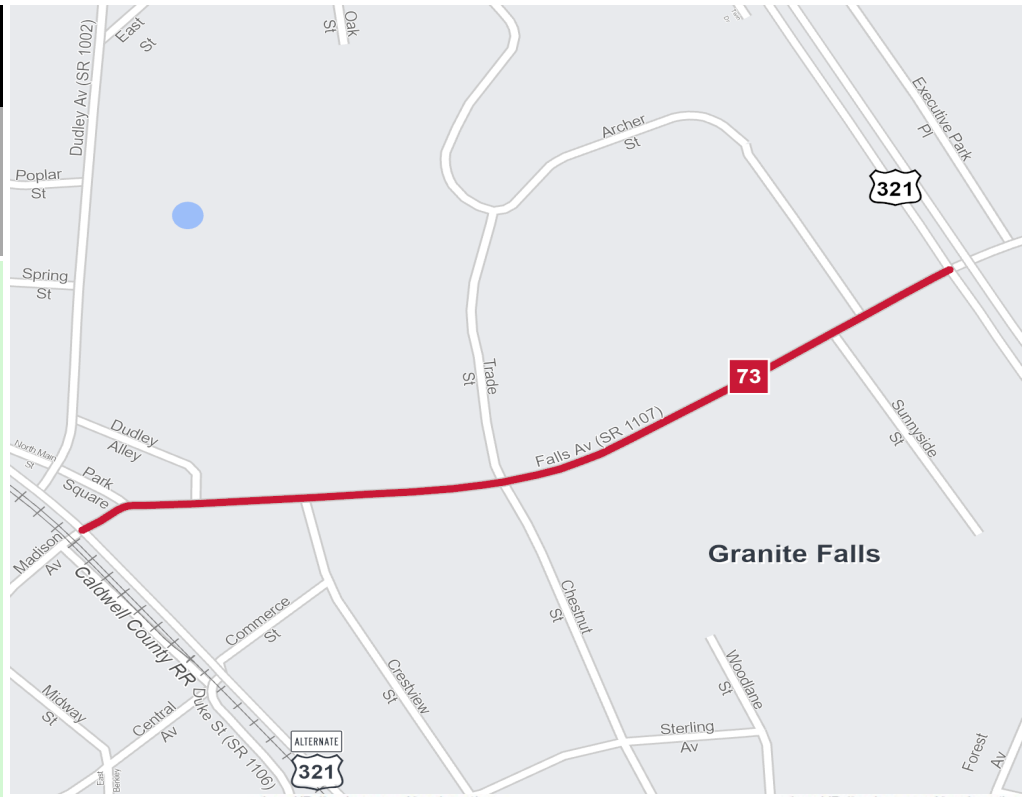 East
St
Oak
St
Dudley Av (SR 1002)
Executive Park
Pl
Archer
St
Poplar
St
321
Spring
St
Trade
St
73
Falls Av (SR 1107)
Sunnyside
St
Dudley
Alley
North Main
St
Park
Square
Madison
Av
Granite Falls
Caldwell County RR
Commerce
St
Chestnut
St
Crestview
St
Woodlane
St
Midway
St
Central
Av
Duke St (SR 1106)
Sterling
Av
ALTERNATE
321
Forest
Av
East
Berkley